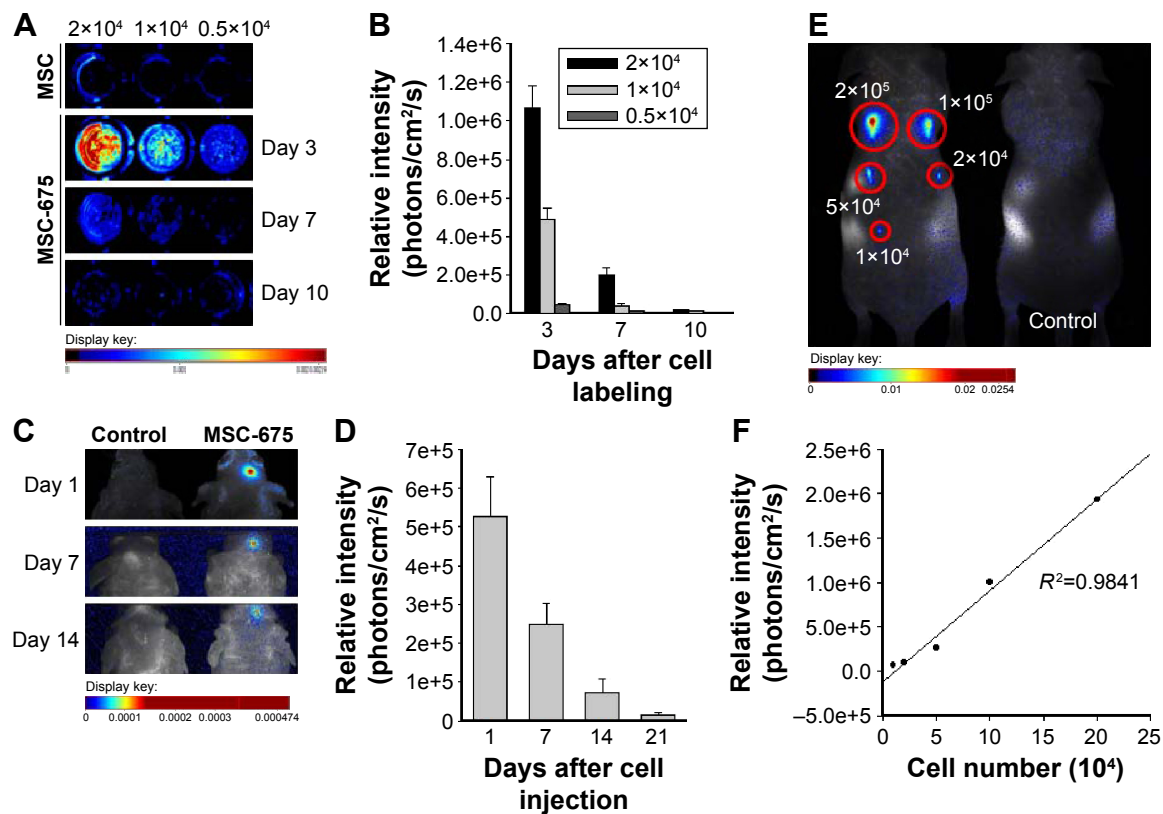 A
2×10⁴ 1×10⁴ 0.5×10⁴
MSC
MSC-675
Day 3
Day 7
Day 10
Display key:
B
1.4e+6
1.2e+6
1.0e+6
8.0e+5
6.0e+5
4.0e+5
2.0e+5
0.0
Relative intensity
(photons/cm²/s)
2×10⁴
1×10⁴
0.5×10⁴
3 7 10
Days after cell
labeling
E
2×10⁵
1×10⁵
2×10⁴
5×10⁴
1×10⁴
Control
Display key:
0 0.01 0.02 0.0254
C
Control MSC-675
Day 1
Day 7
Day 14
Display key:
0 0.0001 0.0002 0.0003 0.000474
D
7e+5
6e+5
5e+5
4e+5
3e+5
2e+5
1e+5
0
Relative intensity
(photons/cm²/s)
1 7 14 21
Days after cell
injection
F
2.5e+6
2.0e+6
1.5e+6
1.0e+6
5.0e+5
0.0
–5.0e+5
Relative intensity
(photons/cm²/s)
R²=0.9841
0 5 10 15 20 25
Cell number (10⁴)